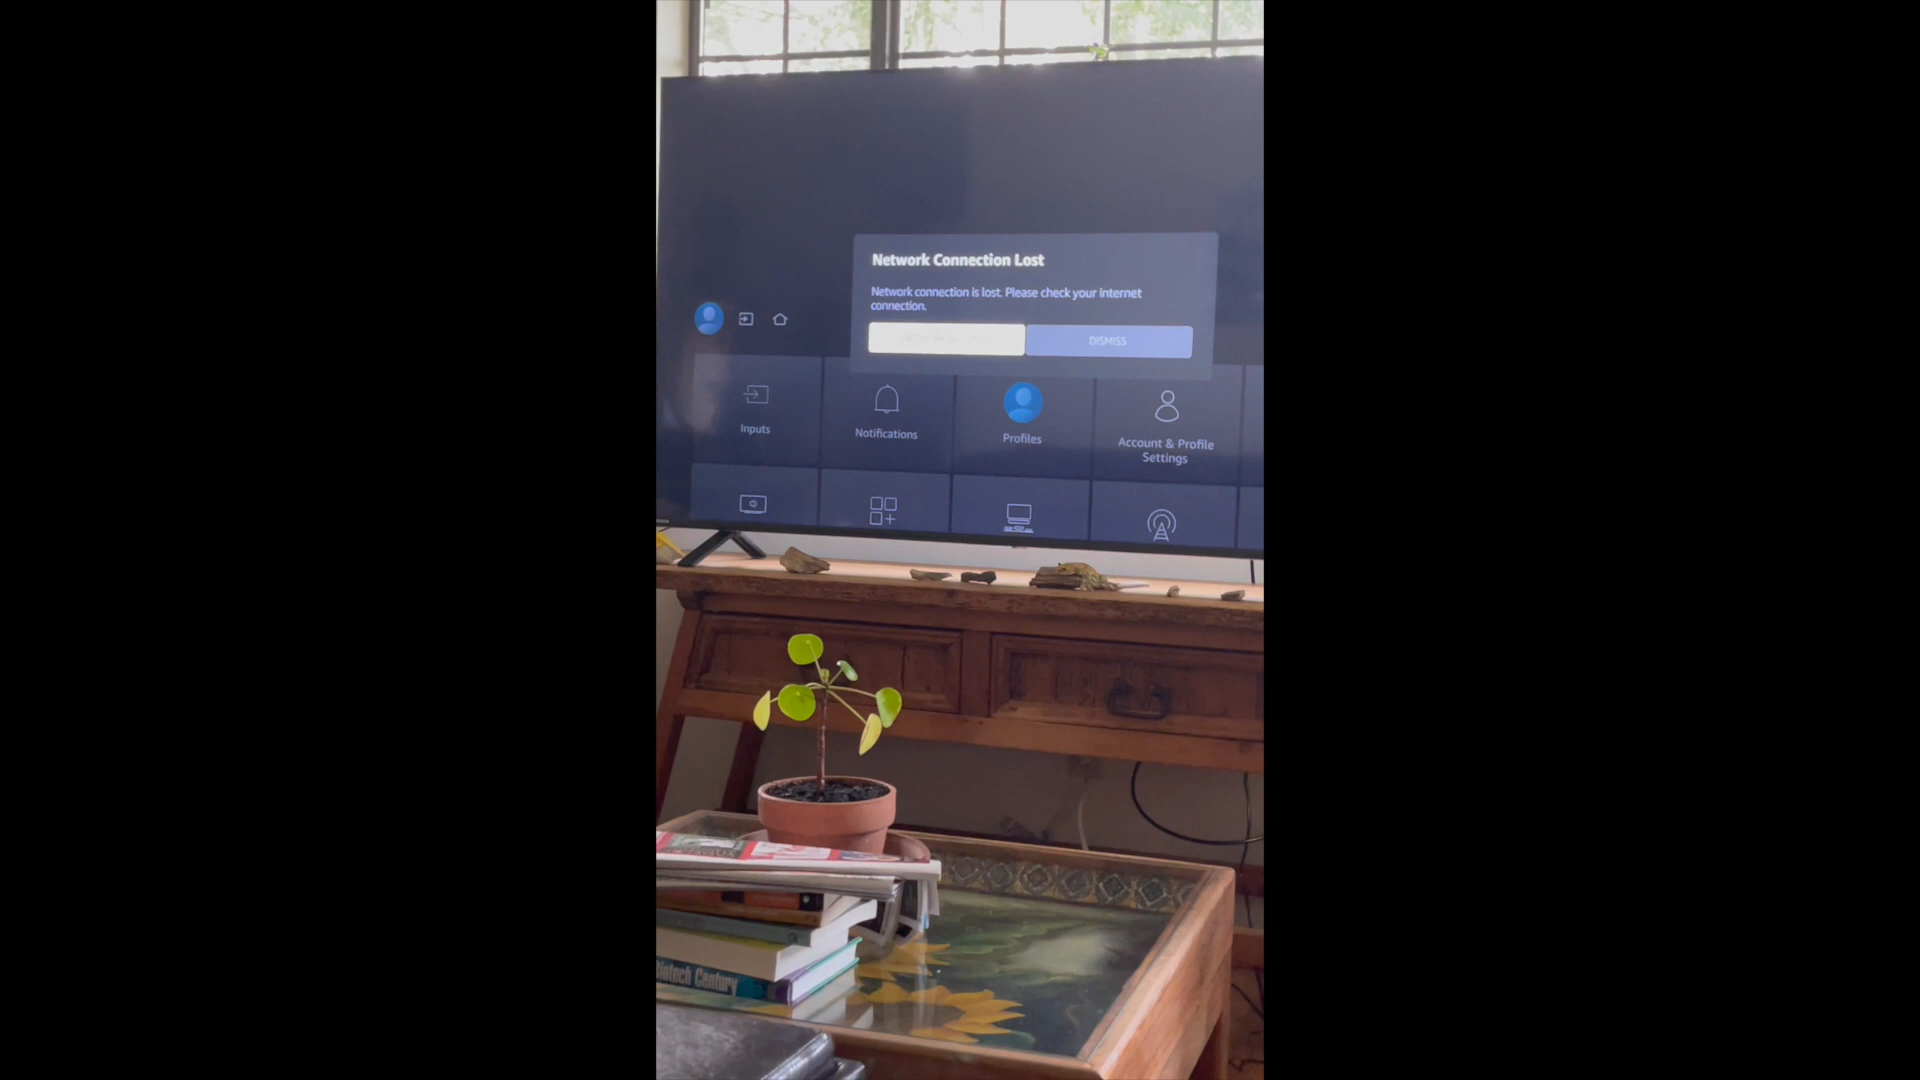 Network Connection Lost
Network connection is lost. Please check your internet
connection.
DISMISS
Inputs
Notifications
Profiles
Account & Profile
Settings
Biotech Century